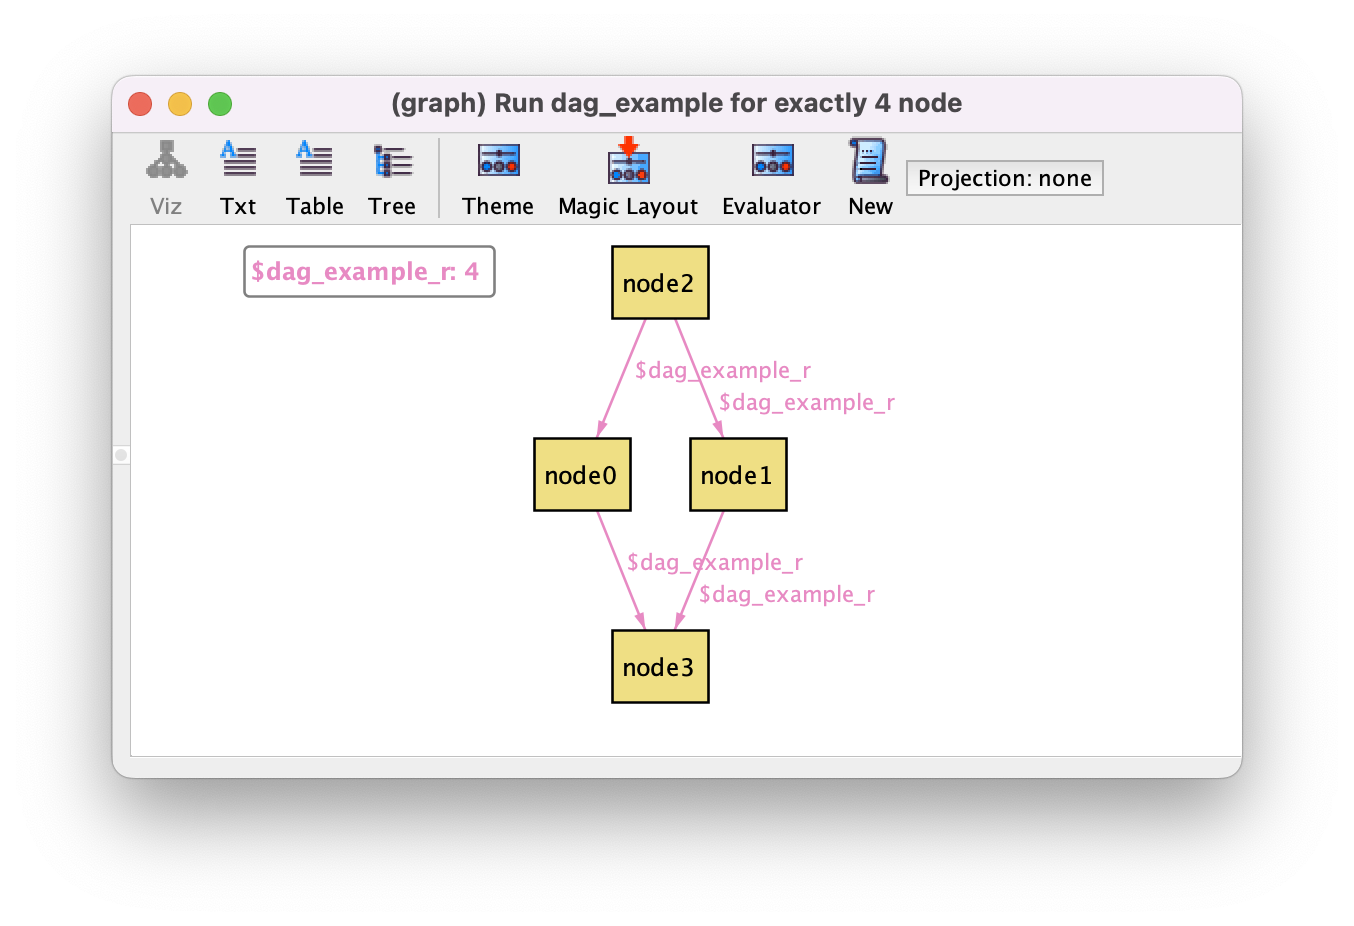 (graph) Run dag_example for exactly 4 node
Viz Txt Table Tree Theme Magic Layout Evaluator New Projection: none
$dag_example_r: 4
node2
$dag_example_r
$dag_example_r
node0 node1
$dag_example_r
$dag_example_r
node3